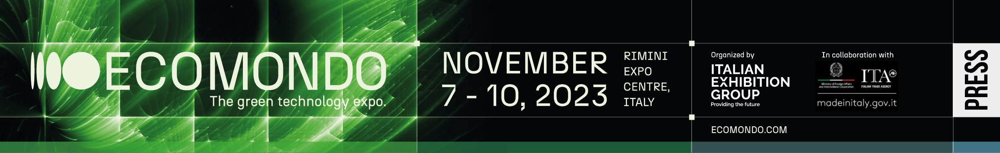 ECOMONDO
The green technology expo.
NOVEMBER
7 - 10, 2023
RIMINI
EXPO
CENTRE,
ITALY
Organized by
ITALIAN
EXHIBITION
GROUP
Providing the future
In collaboration with
Ministry of Foreign Affairs
and International Cooperation
ITA
ITALIAN TRADE AGENCY
madeinitaly.gov.it
ECOMONDO.COM
PRESS